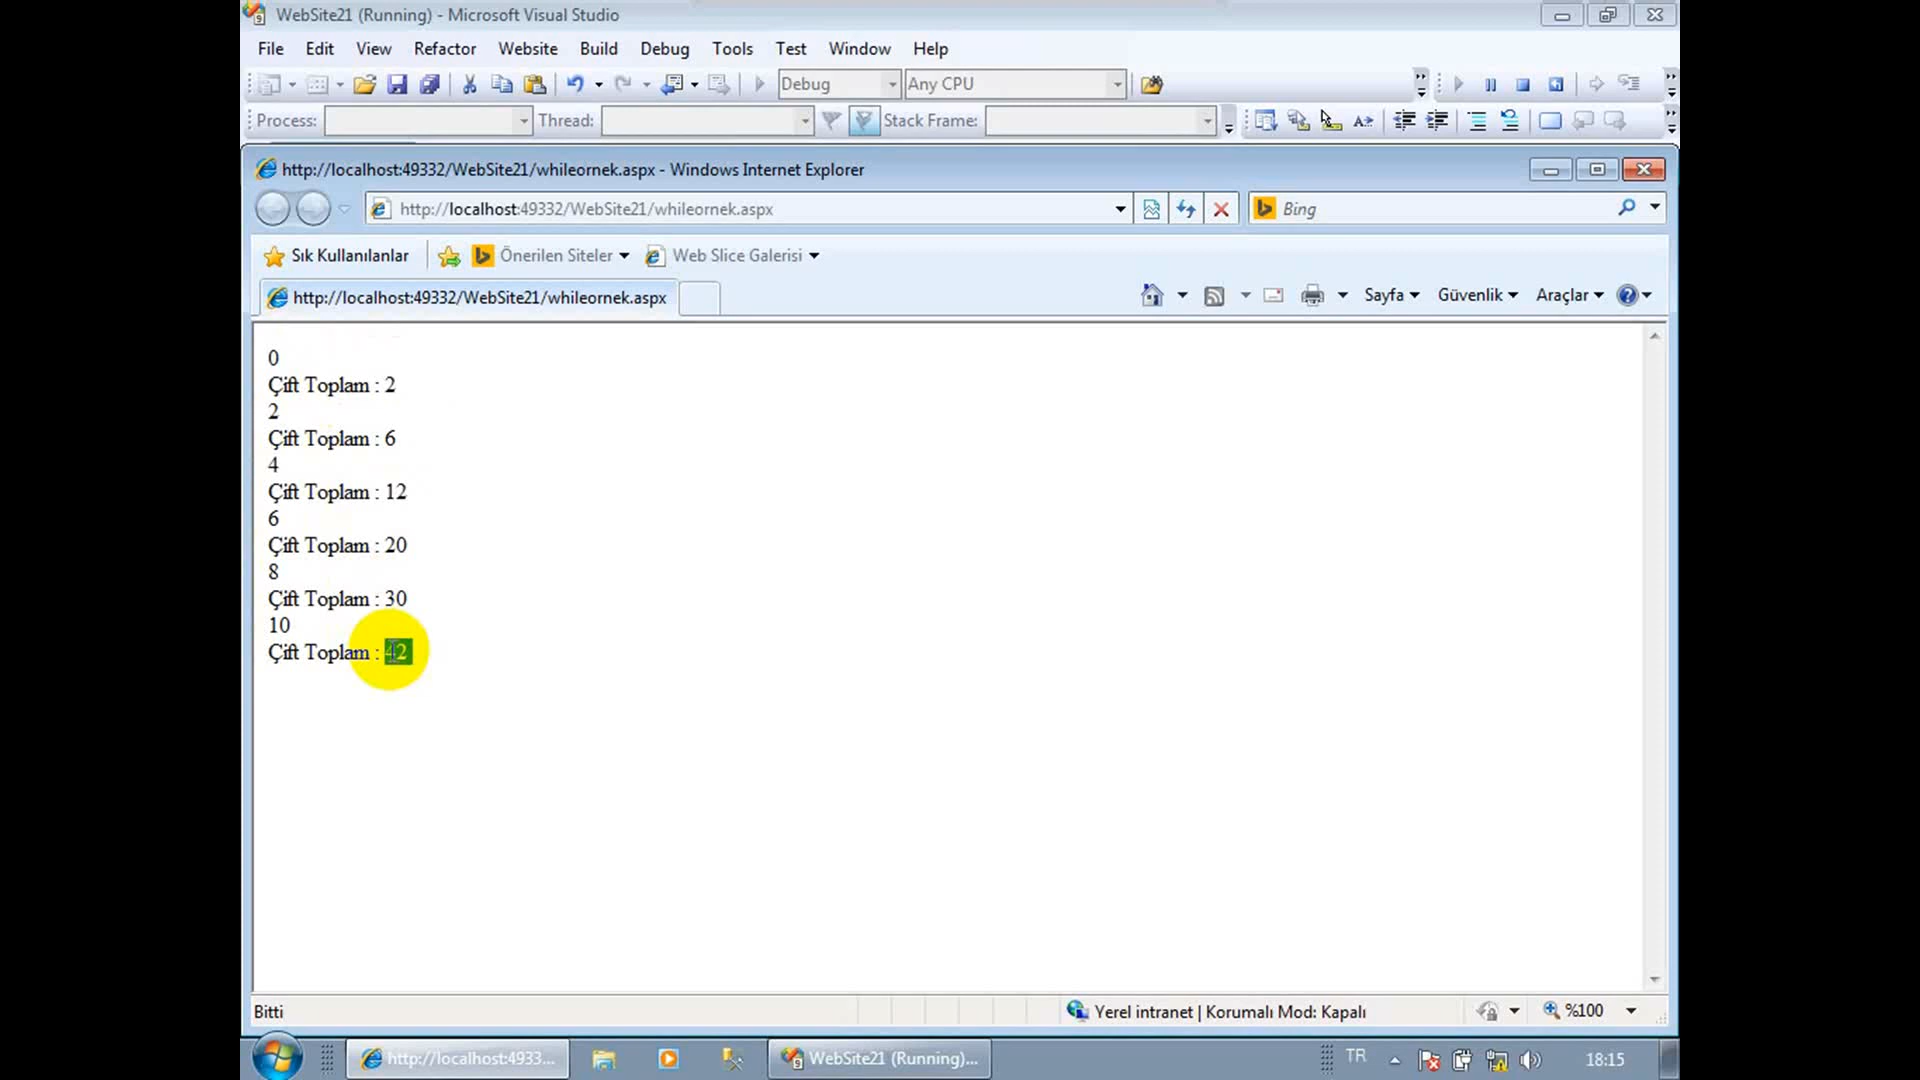 WebSite21 (Running) - Microsoft Visual Studio
File Edit View Refactor Website Build Debug Tools Test Window Help
Debug Any CPU
Process: Thread: Stack Frame:
http://localhost:49332/WebSite21/whileornek.aspx - Windows Internet Explorer
http://localhost:49332/WebSite21/whileornek.aspx Bing
Sık Kullanılanlar Önerilen Siteler Web Slice Galerisi
http://localhost:49332/WebSite21/whileornek.aspx Sayfa Güvenlik Araçlar
0
Çift Toplam : 2
2
Çift Toplam : 6
4
Çift Toplam : 12
6
Çift Toplam : 20
8
Çift Toplam : 30
10
Çift Toplam : 42
Bitti Yerel intranet | Korumalı Mod: Kapalı %100
http://localhost:4933... WebSite21 (Running)... TR 18:15